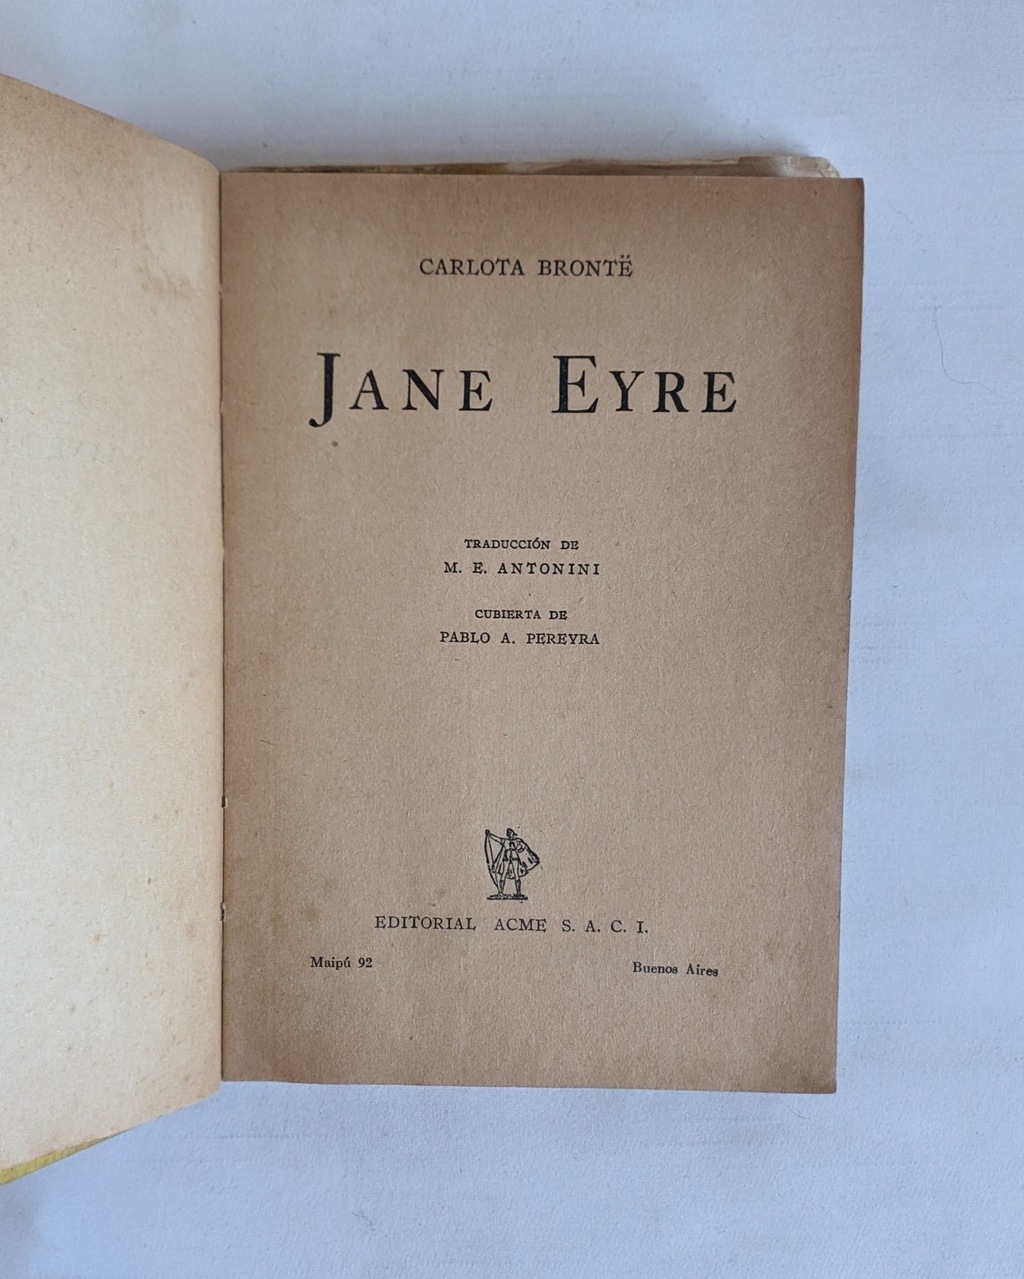 CARLOTA BRONTË
JANE EYRE
TRADUCCIÓN DE
M. E. ANTONINI
CUBIERTA DE
PABLO A. PEREYRA
EDITORIAL ACME S. A. C. I.
Maipú 92
Buenos Aires